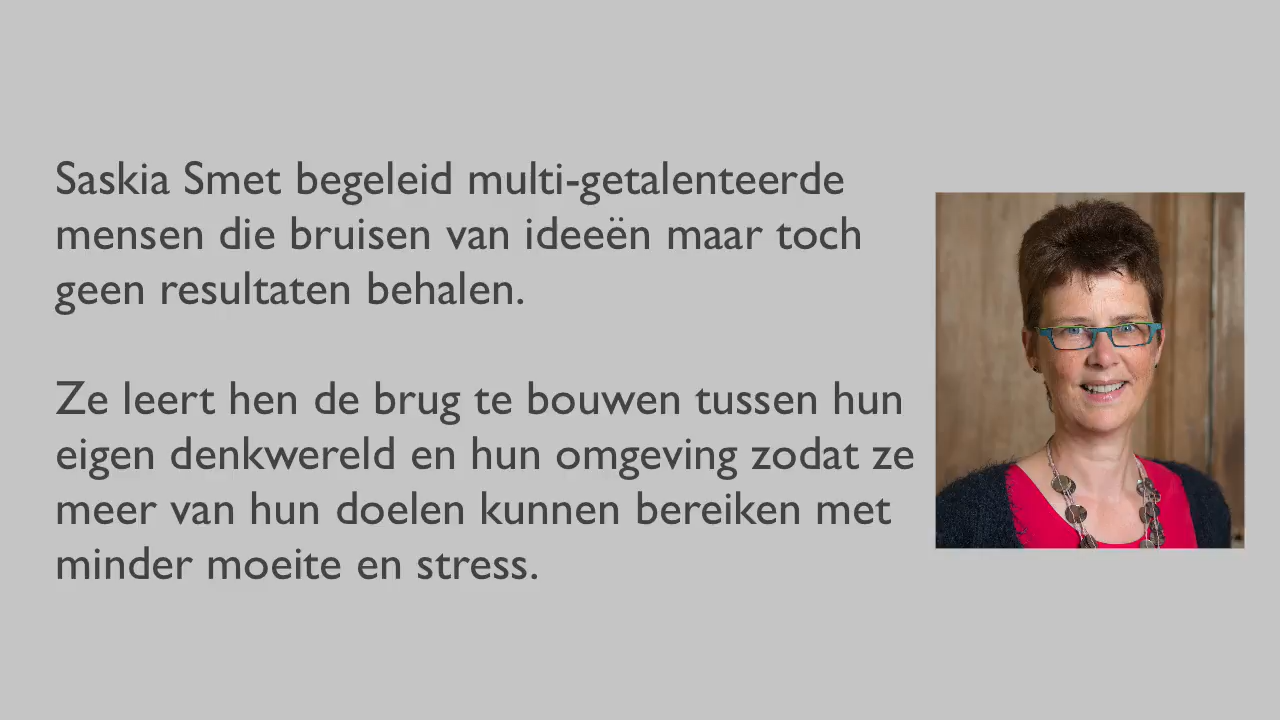 Saskia Smet begeleid multi-getalenteerde
mensen die bruisen van ideeën maar toch
geen resultaten behalen.
Ze leert hen de brug te bouwen tussen hun
eigen denkwereld en hun omgeving zodat ze
meer van hun doelen kunnen bereiken met
minder moeite en stress.